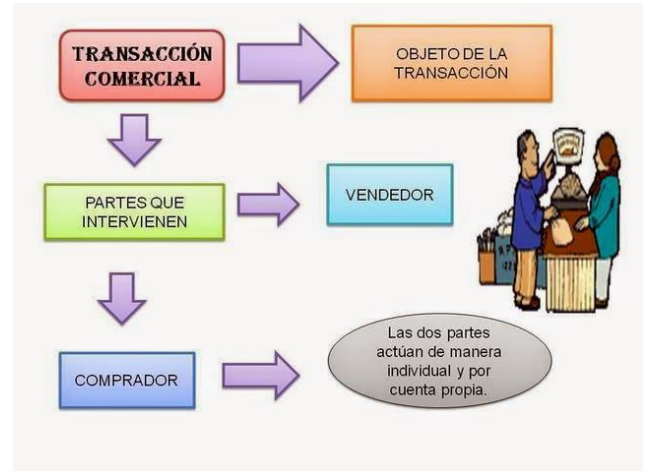 TRANSACCIÓN
COMERCIAL
OBJETO DE LA
TRANSACCIÓN
PARTES QUE
INTERVIENEN
VENDEDOR
COMPRADOR
Las dos partes
actúan de manera
individual y por
cuenta propia.